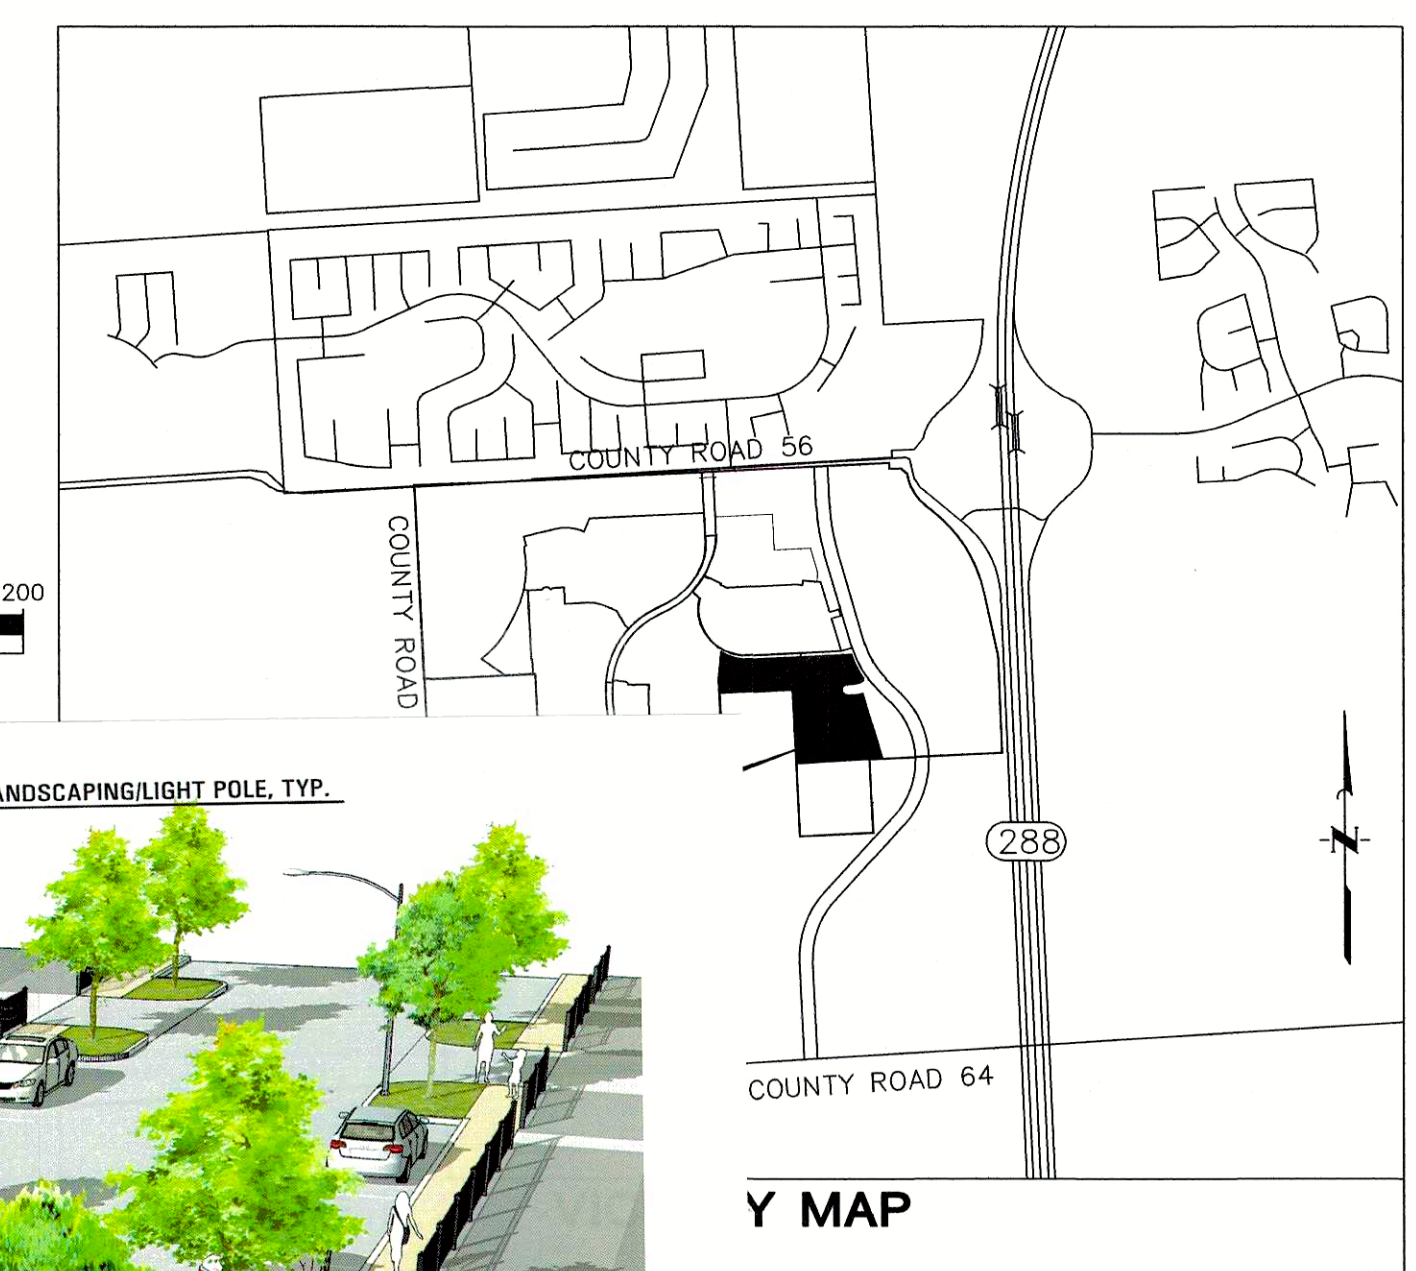 COUNTY ROAD 56
COUNTY ROAD
200
ANDSCAPING/LIGHT POLE, TYP.
288
N
COUNTY ROAD 64
Y MAP